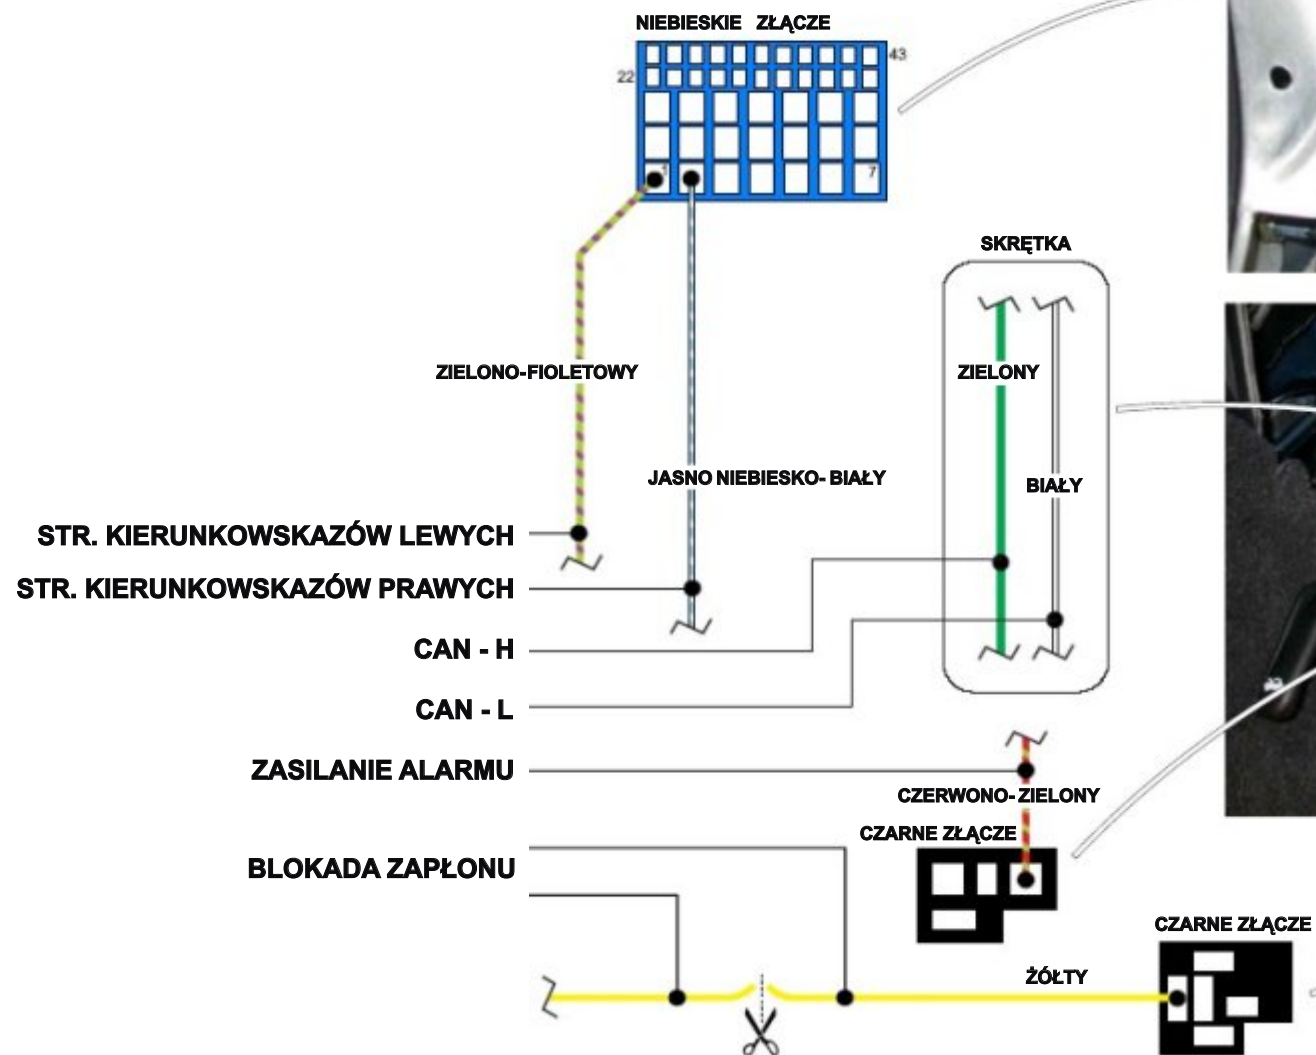 NIEBIESKIE ZŁĄCZE
43
22
1
7
SKRĘTKA
ZIELONO-FIOLETOWY
ZIELONY
JASNO NIEBIESKO- BIAŁY
BIAŁY
STR. KIERUNKOWSKAZÓW LEWYCH
STR. KIERUNKOWSKAZÓW PRAWYCH
CAN - H
CAN - L
ZASILANIE ALARMU
CZERWONO- ZIELONY
CZARNE ZŁĄCZE
BLOKADA ZAPŁONU
CZARNE ZŁĄCZE
ŻÓŁTY